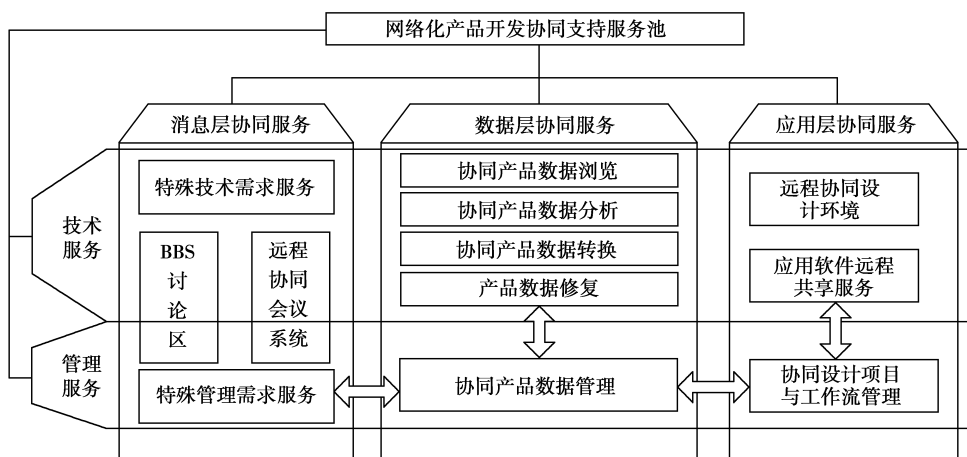 网络化产品开发协同支持服务池
消息层协同服务
数据层协同服务
应用层协同服务
技术
服务
特殊技术需求服务
BBS
讨
论
区
远程
协同
会议
系统
协同产品数据浏览
协同产品数据分析
协同产品数据转换
产品数据修复
远程协同设
计环境
应用软件远程
共享服务
管理
服务
特殊管理需求服务
协同产品数据管理
协同设计项目
与工作流管理